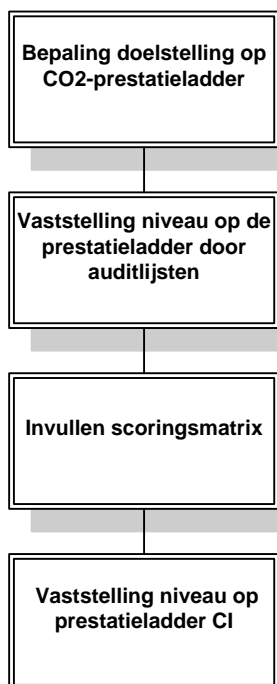 Bepaling doelstelling op
CO2-prestatieladder
Vaststelling niveau op de
prestatieladder door
auditlijsten
Invullen scoringsmatrix
Vaststelling niveau op
prestatieladder CI